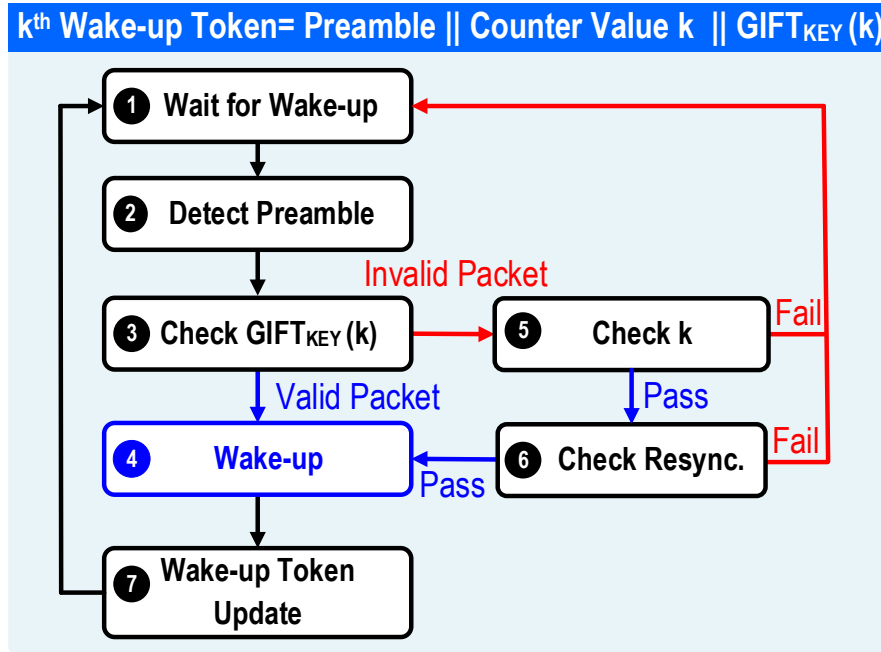 kth Wake-up Token= Preamble || Counter Value k || GIFTKEY (k)
1 Wait for Wake-up
2 Detect Preamble
Invalid Packet
3 Check GIFTKEY (k)
5 Check k
Fail
Valid Packet
Pass
4 Wake-up
Pass
6 Check Resync.
Fail
7 Wake-up Token
Update